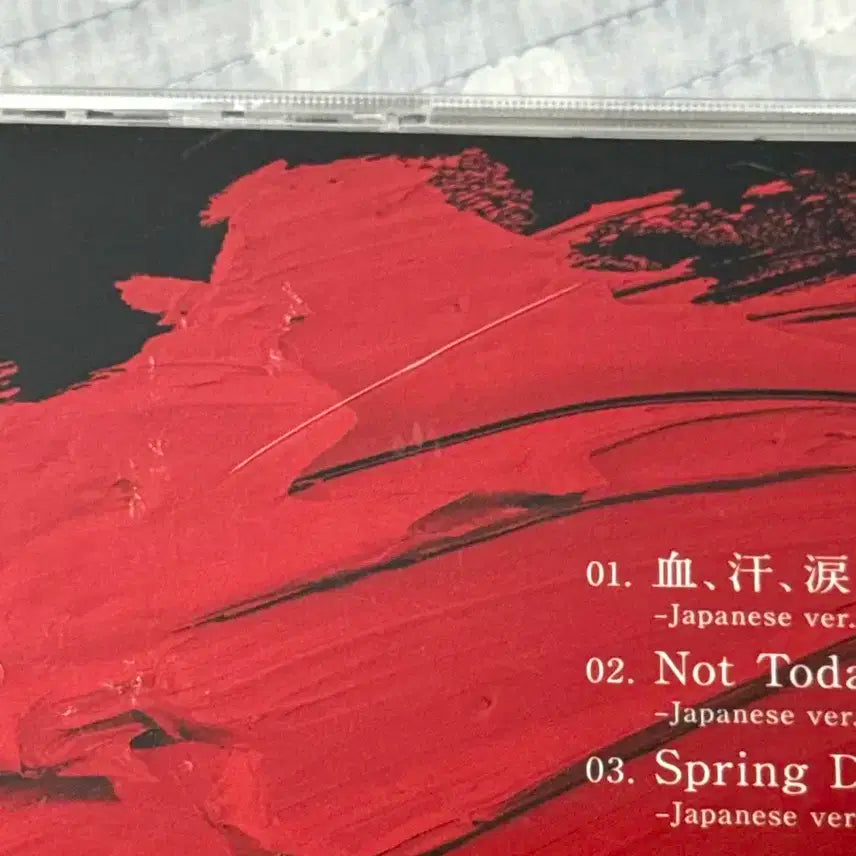 01. 血、汗、涙
-Japanese ver.
02. Not Toda
-Japanese ver.
03. Spring D
-Japanese ver.